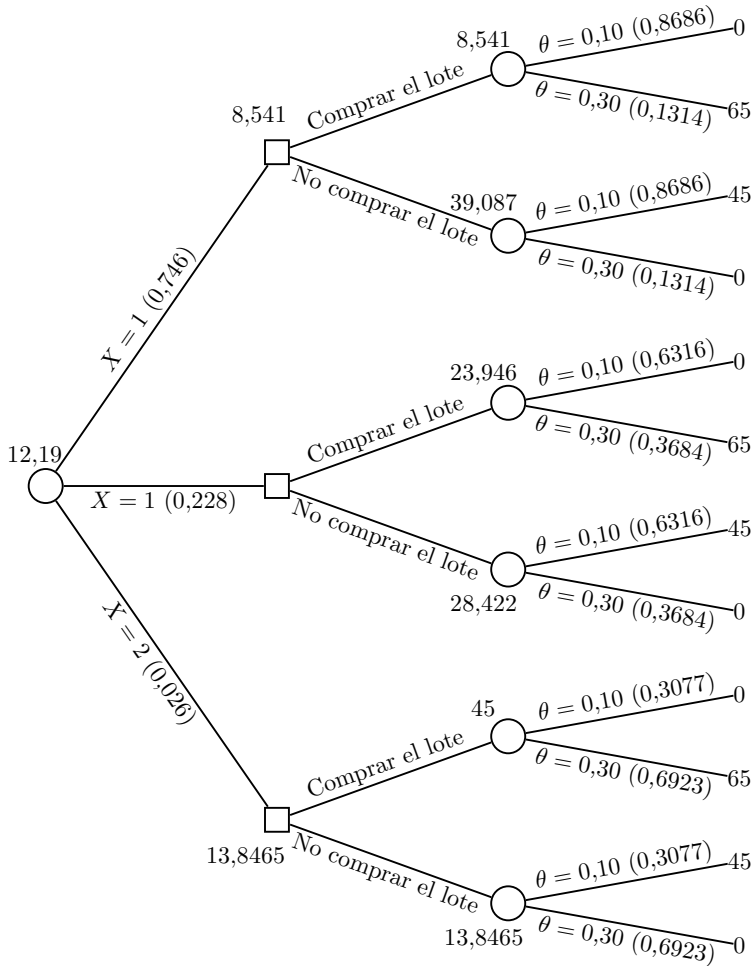 θ = 0,10 (0,8686)
0
8,541
Comprar el lote
θ = 0,30 (0,1314)
65
8,541
No comprar el lote
θ = 0,10 (0,8686)
45
39,087
θ = 0,30 (0,1314)
0
X = 1 (0,746)
θ = 0,10 (0,6316)
0
23,946
Comprar el lote
θ = 0,30 (0,3684)
65
12,19
X = 1 (0,228)
No comprar el lote
θ = 0,10 (0,6316)
45
28,422
θ = 0,30 (0,3684)
0
X = 2 (0,026)
θ = 0,10 (0,3077)
0
45
Comprar el lote
θ = 0,30 (0,6923)
65
13,8465
No comprar el lote
θ = 0,10 (0,3077)
45
13,8465
θ = 0,30 (0,6923)
0